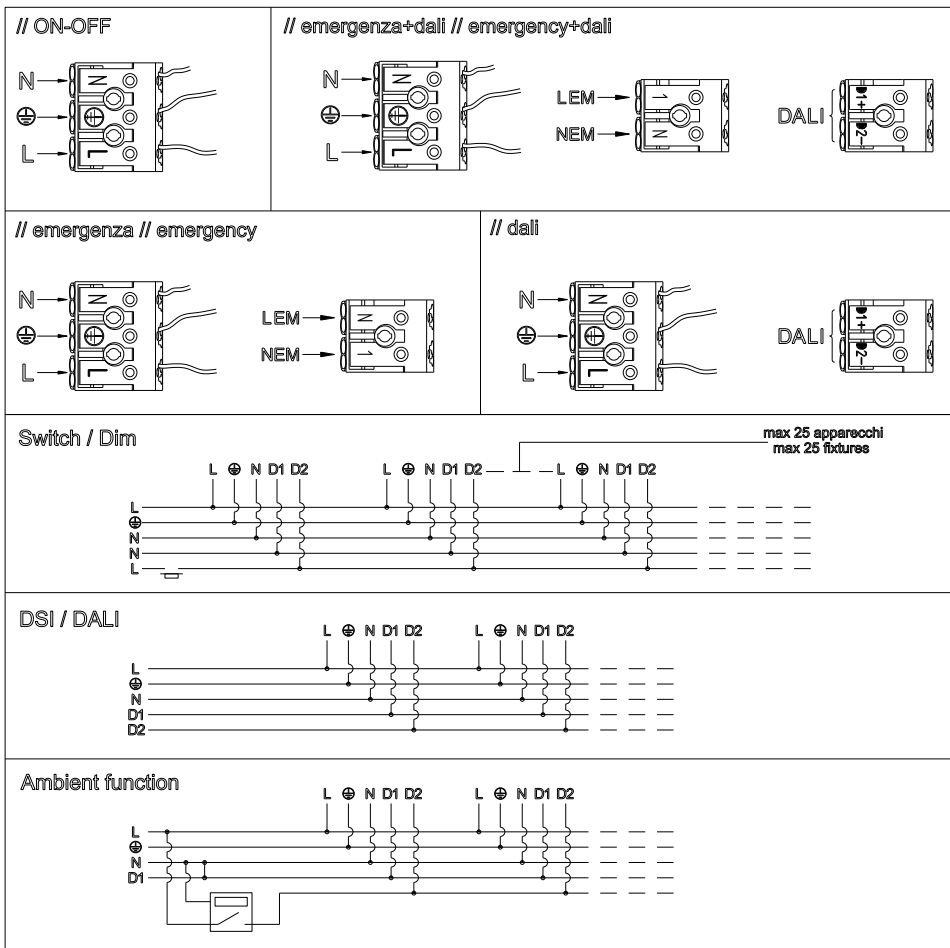 // ON-OFF
N
⏚
L
N
⏚
L
// emergenza+dali // emergency+dali
N
⏚
L
N
⏚
L
LEM
NEM
1
N
DALI
D1+
D2-
// emergenza // emergency
N
⏚
L
N
⏚
L
LEM
NEM
N
1
// dali
N
⏚
L
N
⏚
L
DALI
D1+
D2-
Switch / Dim
max 25 apparecchi
max 25 fixtures
L ⏚ N D1 D2 L ⏚ N D1 D2 L ⏚ N D1 D2
L
⏚
N
N
L
DSI / DALI
L ⏚ N D1 D2 L ⏚ N D1 D2
L
⏚
N
D1
D2
Ambient function
L ⏚ N D1 D2 L ⏚ N D1 D2
L
⏚
N
D1